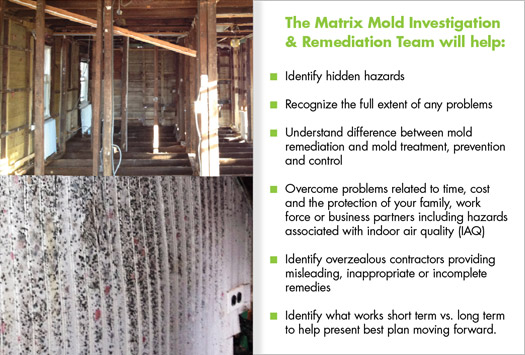 The Matrix Mold Investigation
& Remediation Team will help:
■ Identify hidden hazards
■ Recognize the full extent of any problems
■ Understand difference between mold
remediation and mold treatment, prevention
and control
■ Overcome problems related to time, cost
and the protection of your family, work
force or business partners including hazards
associated with indoor air quality (IAQ)
■ Identify overzealous contractors providing
misleading, inappropriate or incomplete
remedies
■ Identify what works short term vs. long term
to help present best plan moving forward.